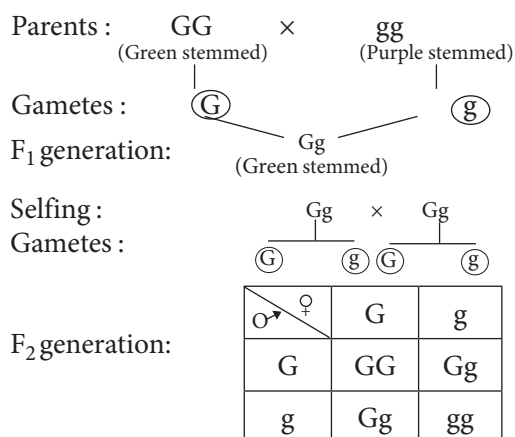 Parents : GG × gg
(Green stemmed) (Purple stemmed)
Gametes : G g
F₁ generation: Gg
(Green stemmed)
Selfing : Gg × Gg
Gametes : G g G g
♂ ♀ G g
F₂ generation: G GG Gg
g Gg gg